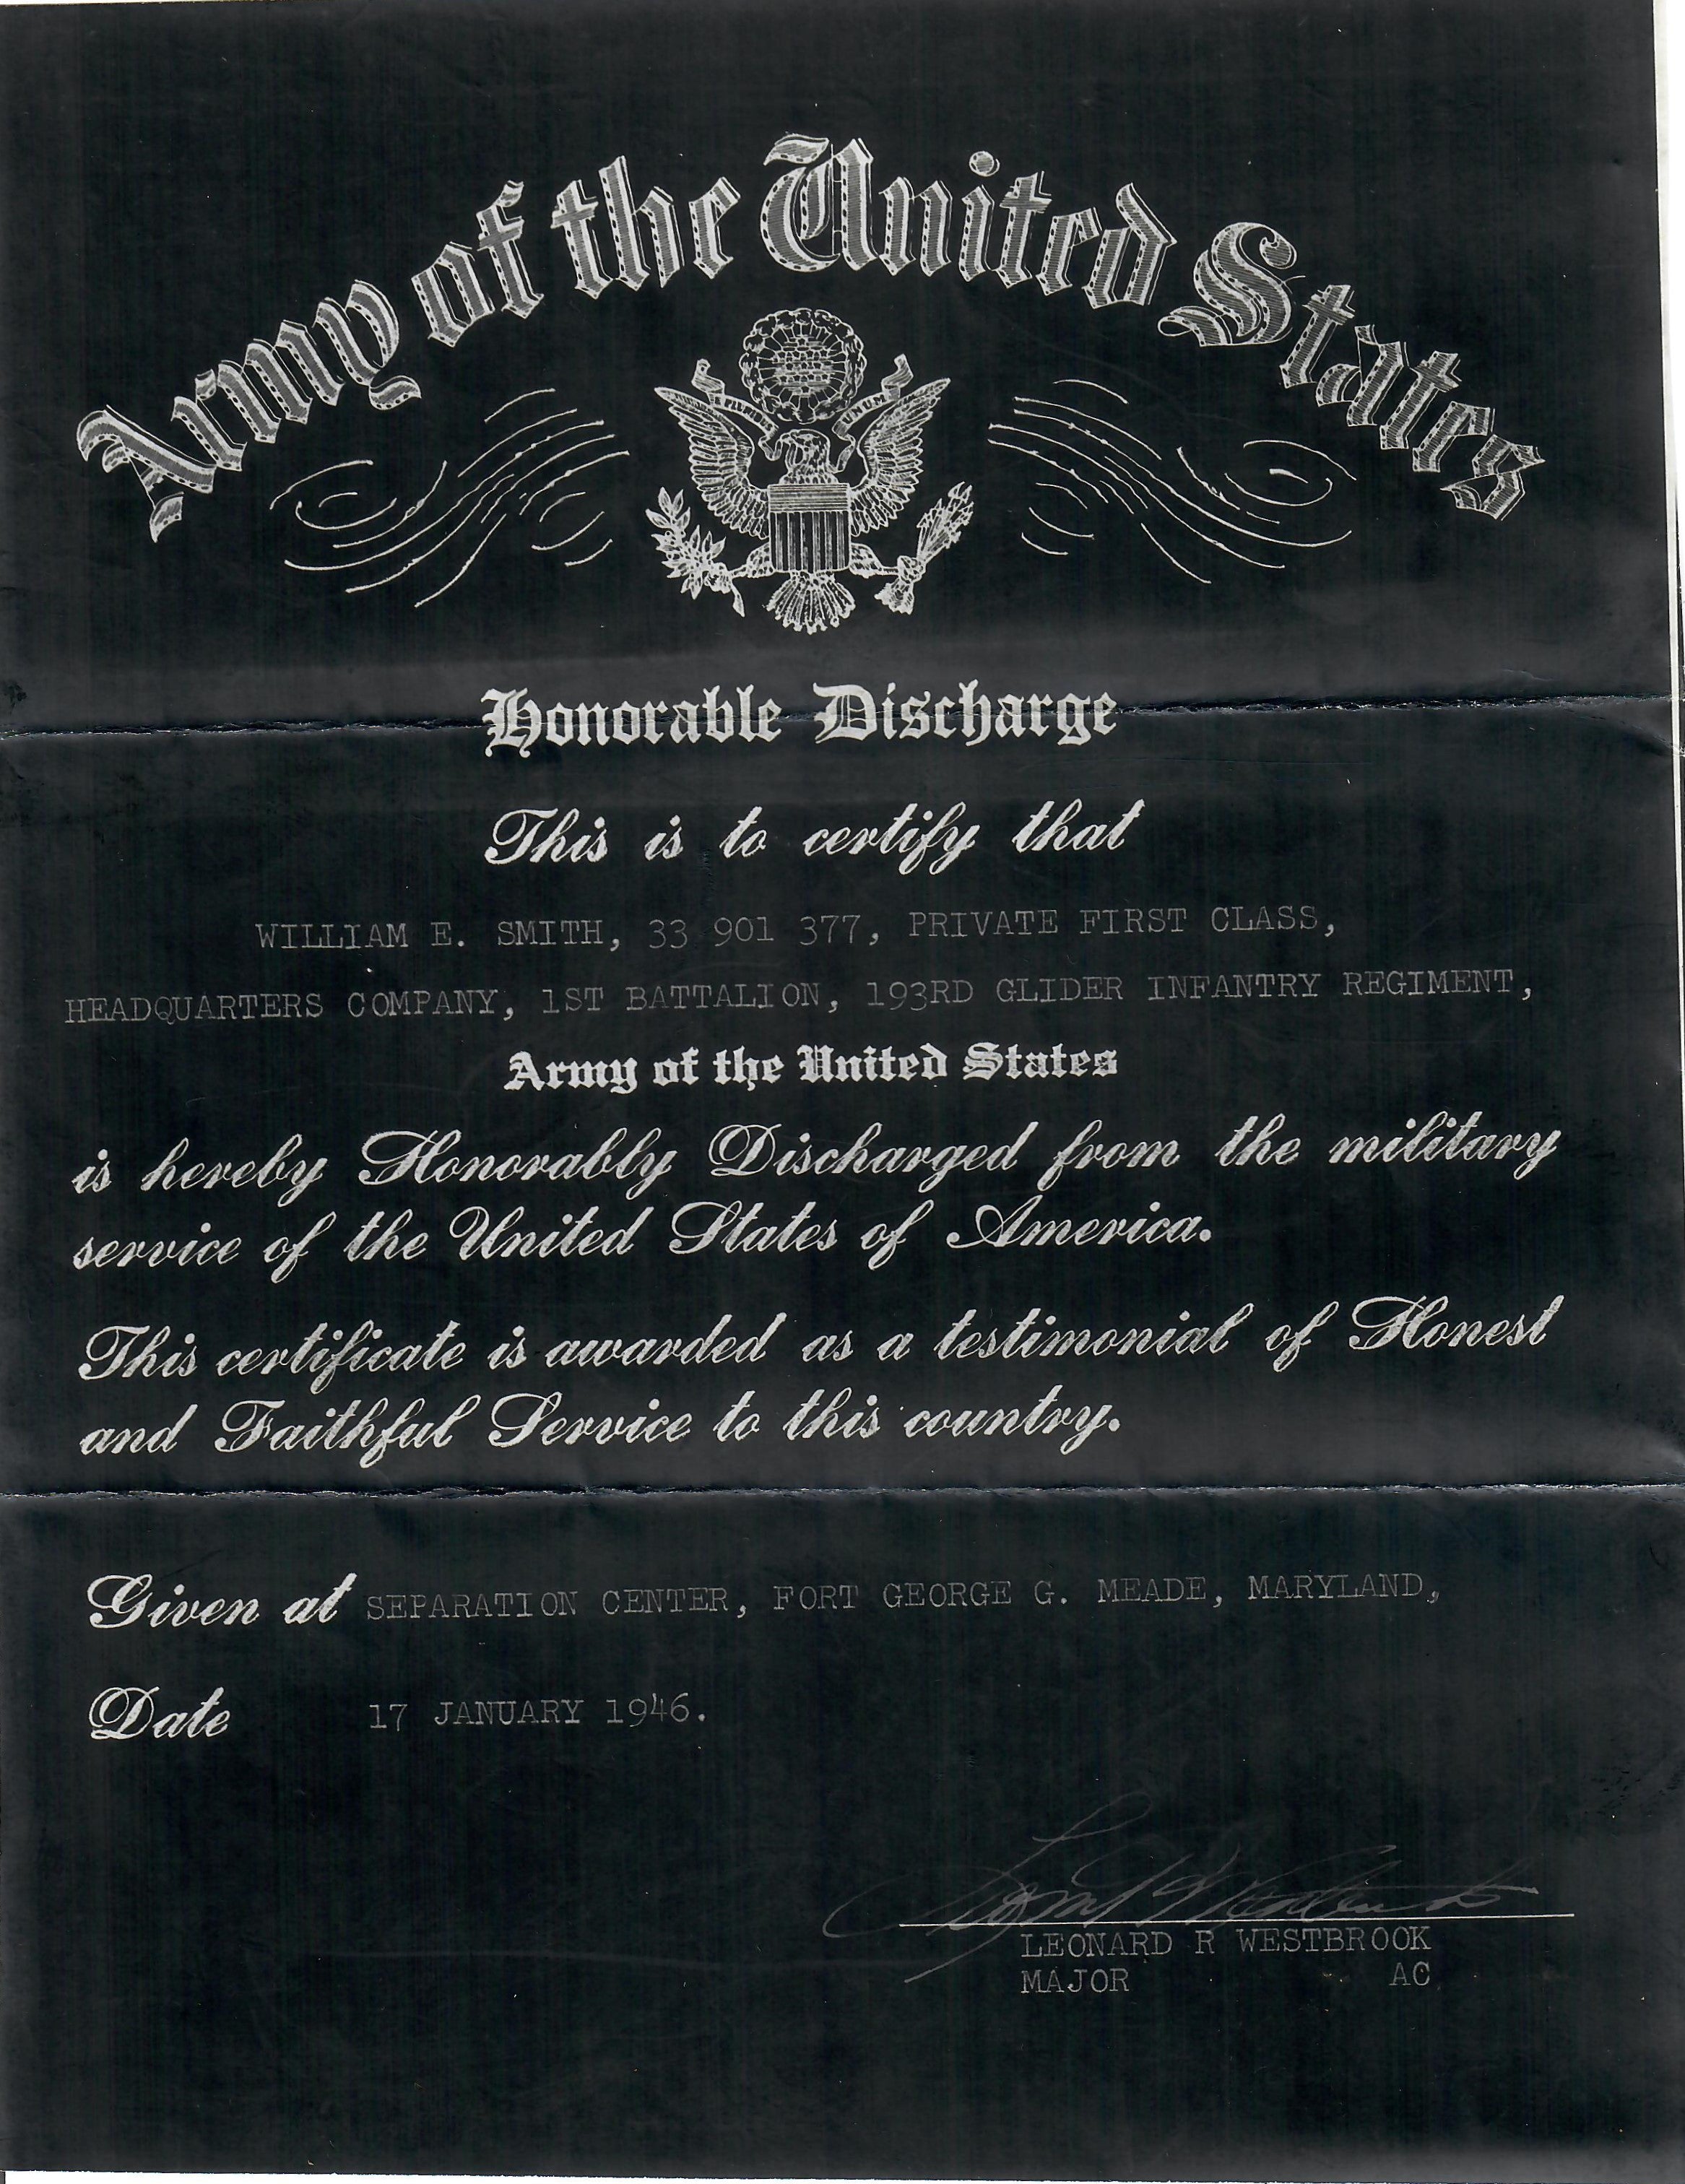 Army of the United States
PLURIBUS UNUM
Honorable Discharge
This is to certify that
WILLIAM E. SMITH, 33 901 377, PRIVATE FIRST CLASS,
HEADQUARTERS COMPANY, 1ST BATTALION, 193RD GLIDER INFANTRY REGIMENT,
Army of the United States
is hereby Honorably Discharged from the military
service of the United States of America.
This certificate is awarded as a testimonial of Honest
and Faithful Service to this country.
Given at SEPARATION CENTER, FORT GEORGE G. MEADE, MARYLAND,
Date 17 JANUARY 1946.
Leonard R Westbrook
LEONARD R WESTBROOK
MAJOR AC